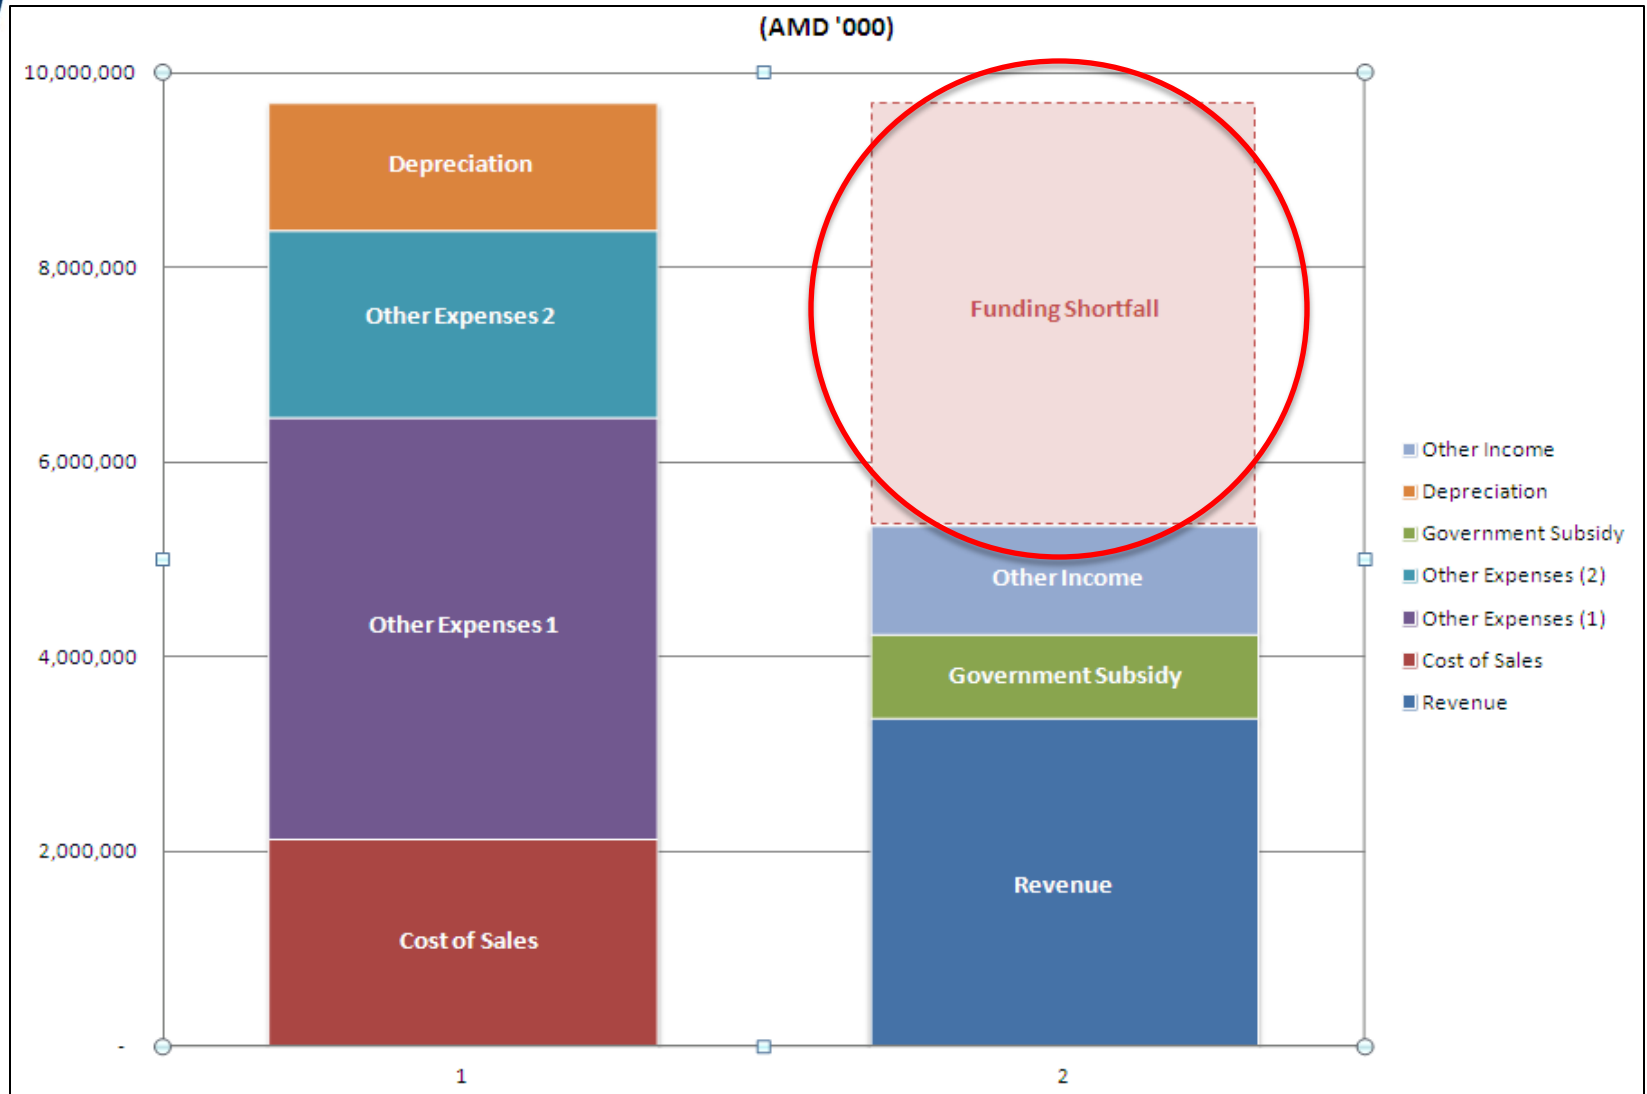 (AMD '000)
10,000,000
8,000,000
6,000,000
4,000,000
2,000,000
-
Depreciation
Other Expenses 2
Other Expenses 1
Cost of Sales
Funding Shortfall
Other Income
Government Subsidy
Revenue
1
2
Other Income
Depreciation
Government Subsidy
Other Expenses (2)
Other Expenses (1)
Cost of Sales
Revenue